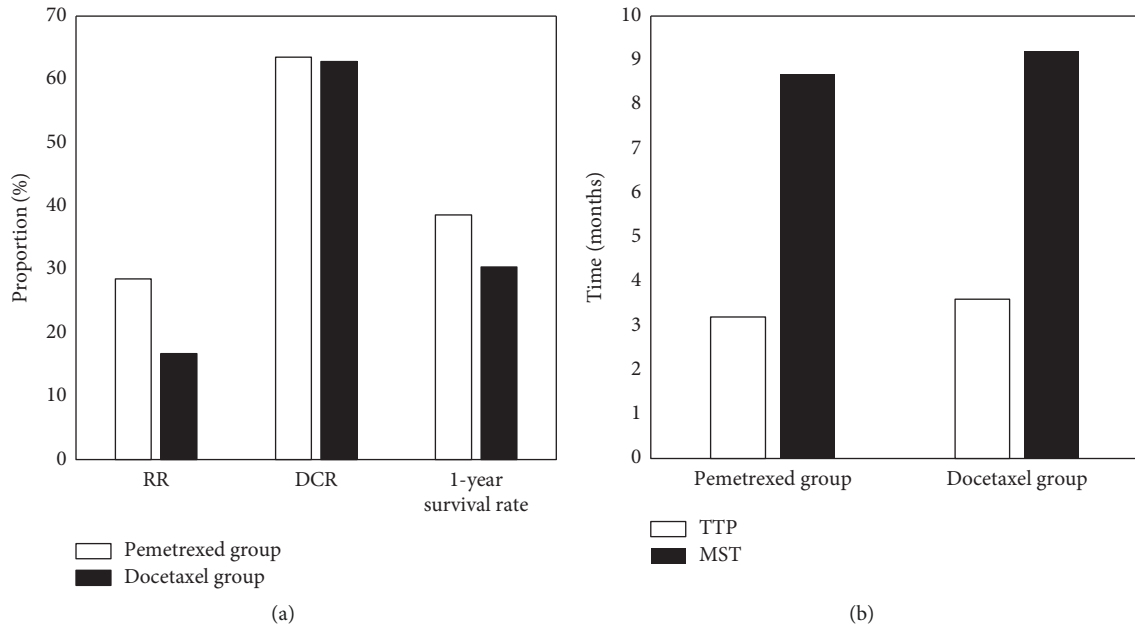 70
60
50
40
30
20
10
0
Proportion (%)
RR
DCR
1-year
survival rate
Pemetrexed group
Docetaxel group
(a)
10
9
8
7
6
5
4
3
2
1
0
Time (months)
Pemetrexed group
Docetaxel group
TTP
MST
(b)